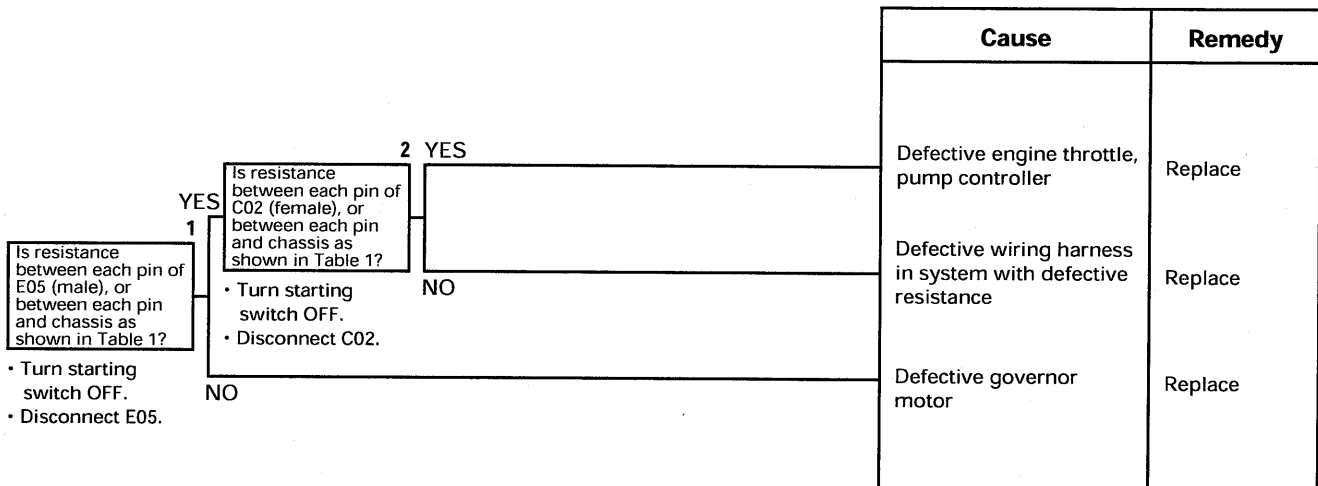 Cause
Remedy
2 YES
Is resistance
between each pin of
C02 (female), or
between each pin
and chassis as
shown in Table 1?
YES
1
Is resistance
between each pin of
E05 (male), or
between each pin
and chassis as
shown in Table 1?
NO
• Turn starting
switch OFF.
• Disconnect C02.
• Turn starting
switch OFF.
• Disconnect E05.
NO
Defective engine throttle,
pump controller
Replace
Defective wiring harness
in system with defective
resistance
Replace
Defective governor
motor
Replace